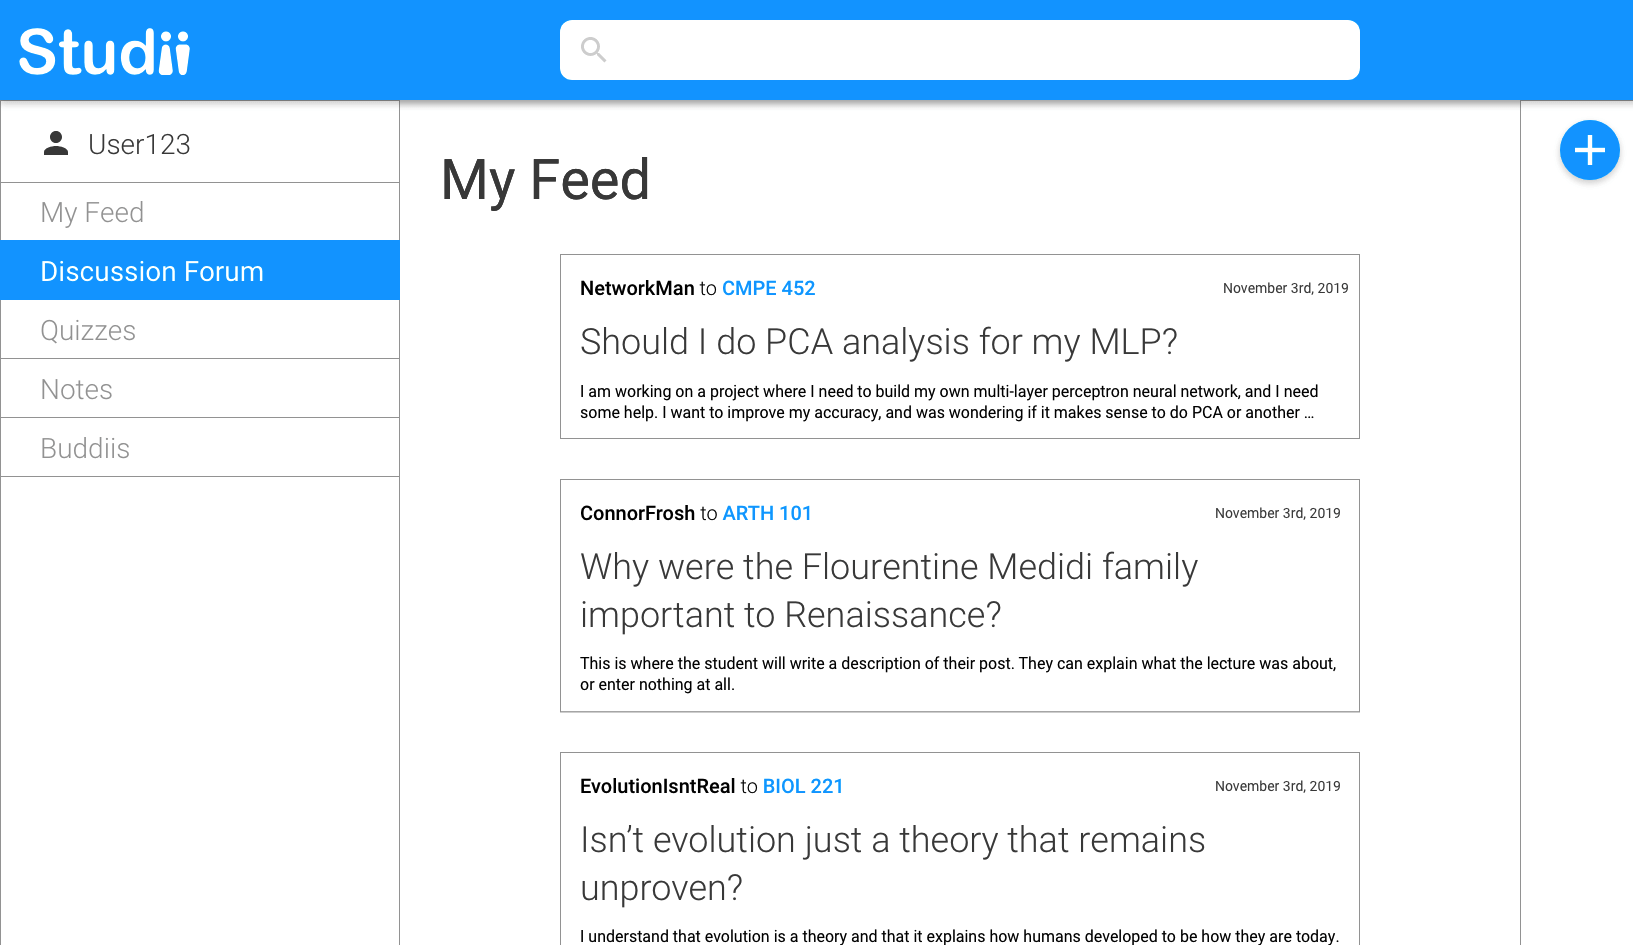 Studii
User123
My Feed
Discussion Forum
Quizzes
Notes
Buddiis
My Feed
NetworkMan to CMPE 452
November 3rd, 2019
Should I do PCA analysis for my MLP?
I am working on a project where I need to build my own multi-layer perceptron neural network, and I need
some help. I want to improve my accuracy, and was wondering if it makes sense to do PCA or another ...
ConnorFrosh to ARTH 101
November 3rd, 2019
Why were the Flourentine Medidi family
important to Renaissance?
This is where the student will write a description of their post. They can explain what the lecture was about,
or enter nothing at all.
EvolutionIsntReal to BIOL 221
November 3rd, 2019
Isn’t evolution just a theory that remains
unproven?
I understand that evolution is a theory and that it explains how humans developed to be how they are today.